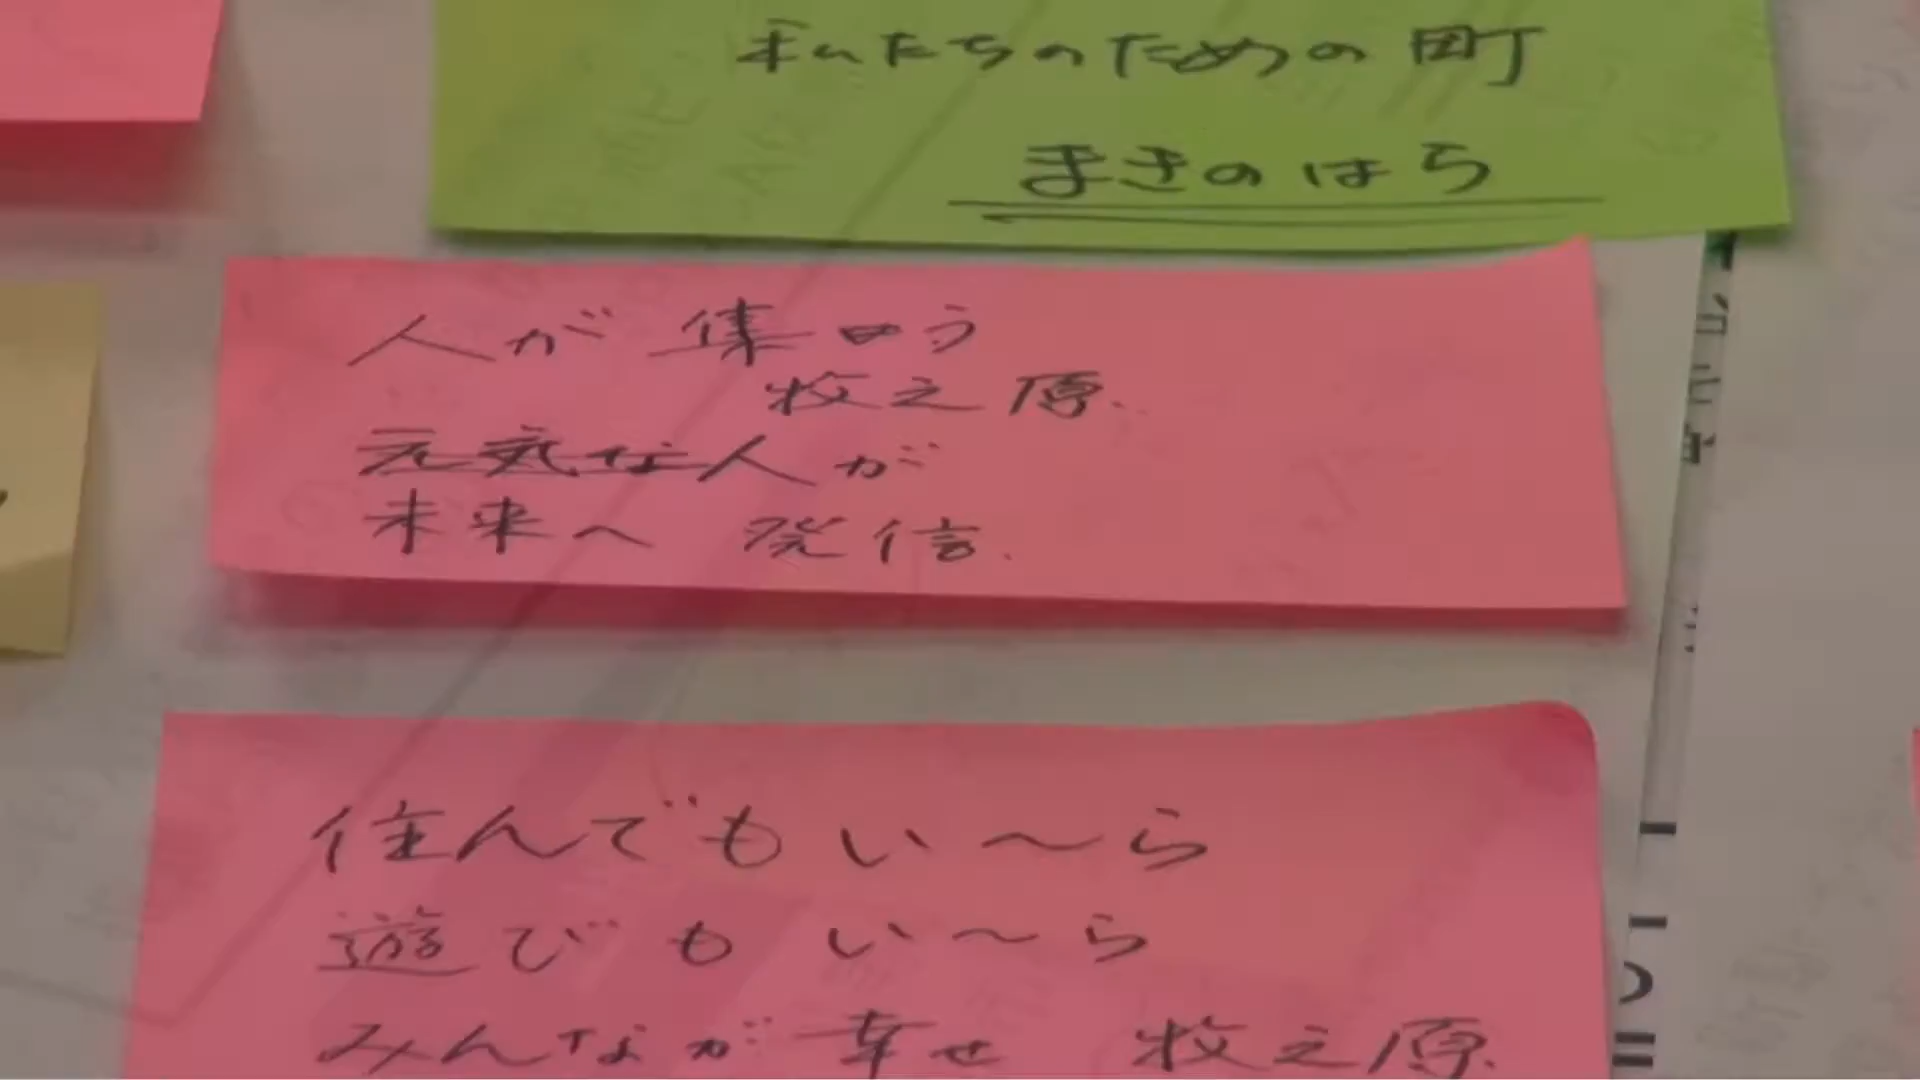 私たちのための町
まきのはら
人が集う
牧之原
元気な人が
未来へ 発信
住んでもい〜ら
遊びもい〜ら
みんなが幸せ 牧之原